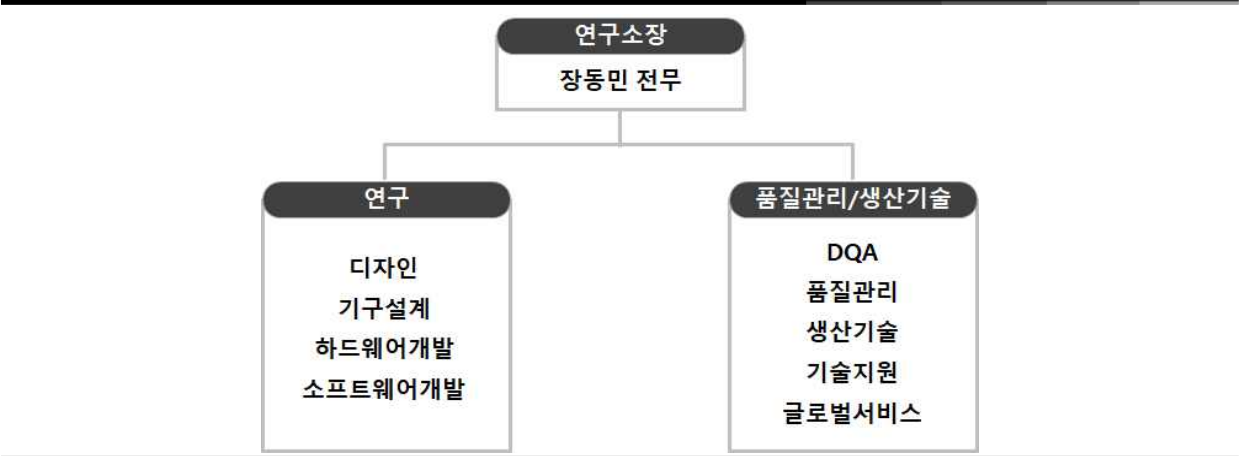 연구소장
장동민 전무
연구
디자인
기구설계
하드웨어개발
소프트웨어개발
품질관리/생산기술
DQA
품질관리
생산기술
기술지원
글로벌서비스